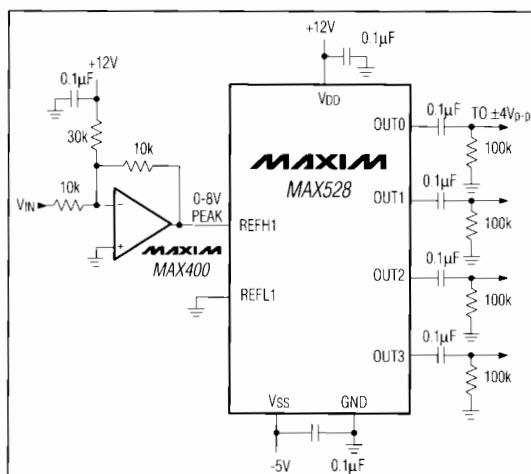 +12V
0.1µF
+12V
0.1µF
VDD
30k
10k
10k
VIN
−
+
0-8V
PEAK
MAXIM
MAX400
MAXIM
MAX528
REFH1
REFL1
VSS
GND
-5V
0.1µF
OUT0
0.1µF
TO ±4Vp-p
100k
OUT1
0.1µF
100k
OUT2
0.1µF
100k
OUT3
0.1µF
100k